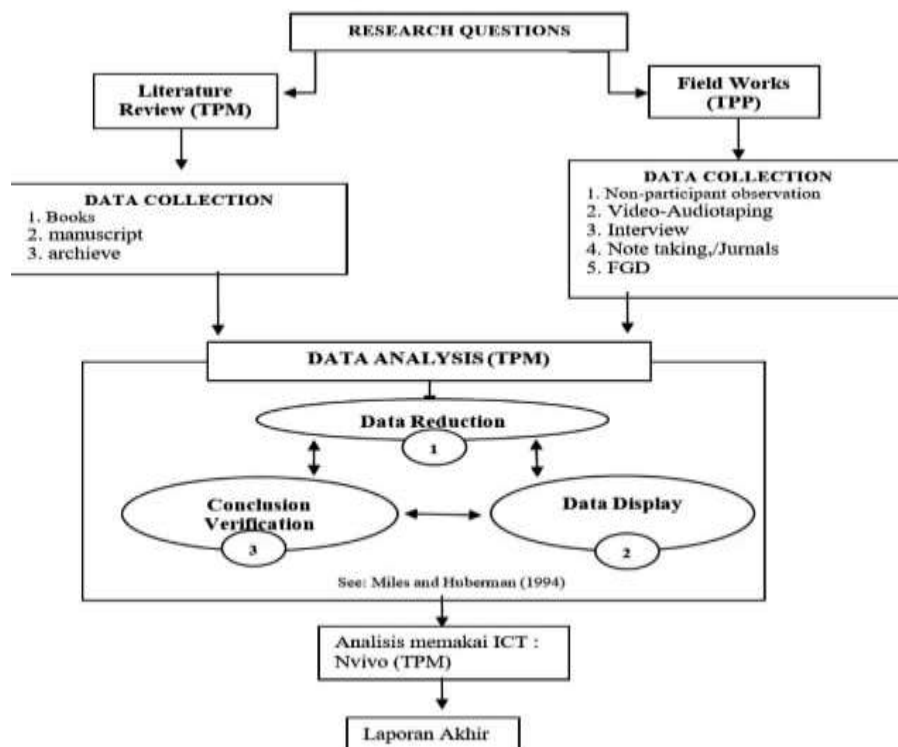 RESEARCH QUESTIONS
Literature
Review (TPM)
Field Works
(TPP)
DATA COLLECTION
1. Books
2. manuscript
3. archieve
DATA COLLECTION
1. Non-participant observation
2. Video-Audiotaping
3. Interview
4. Note taking,/Jurnals
5. FGD
DATA ANALYSIS (TPM)
Data Reduction
1
Conclusion
Verification
3
Data Display
2
See: Miles and Huberman (1994)
Analisis memakai ICT :
Nvivo (TPM)
Laporan Akhir